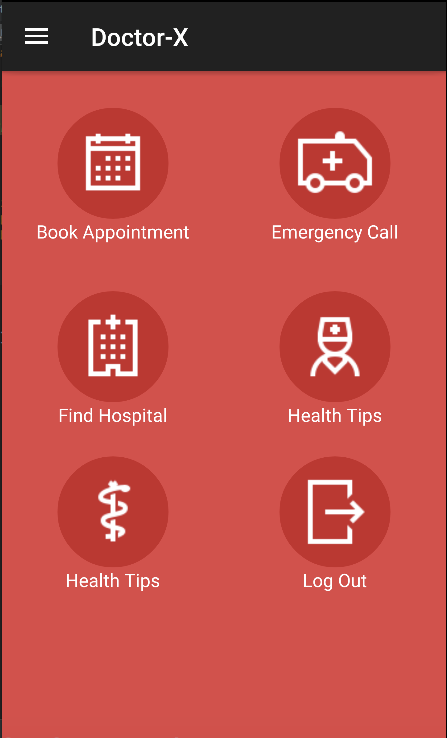 Doctor-X
Book Appointment
Emergency Call
Find Hospital
Health Tips
Health Tips
Log Out